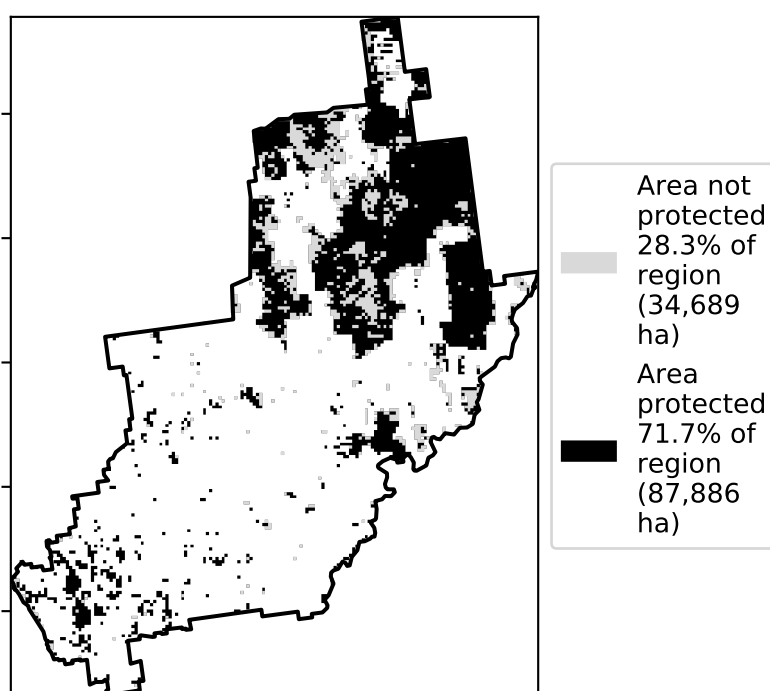 Area not
protected
28.3% of
region
(34,689
ha)
Area
protected
71.7% of
region
(87,886
ha)